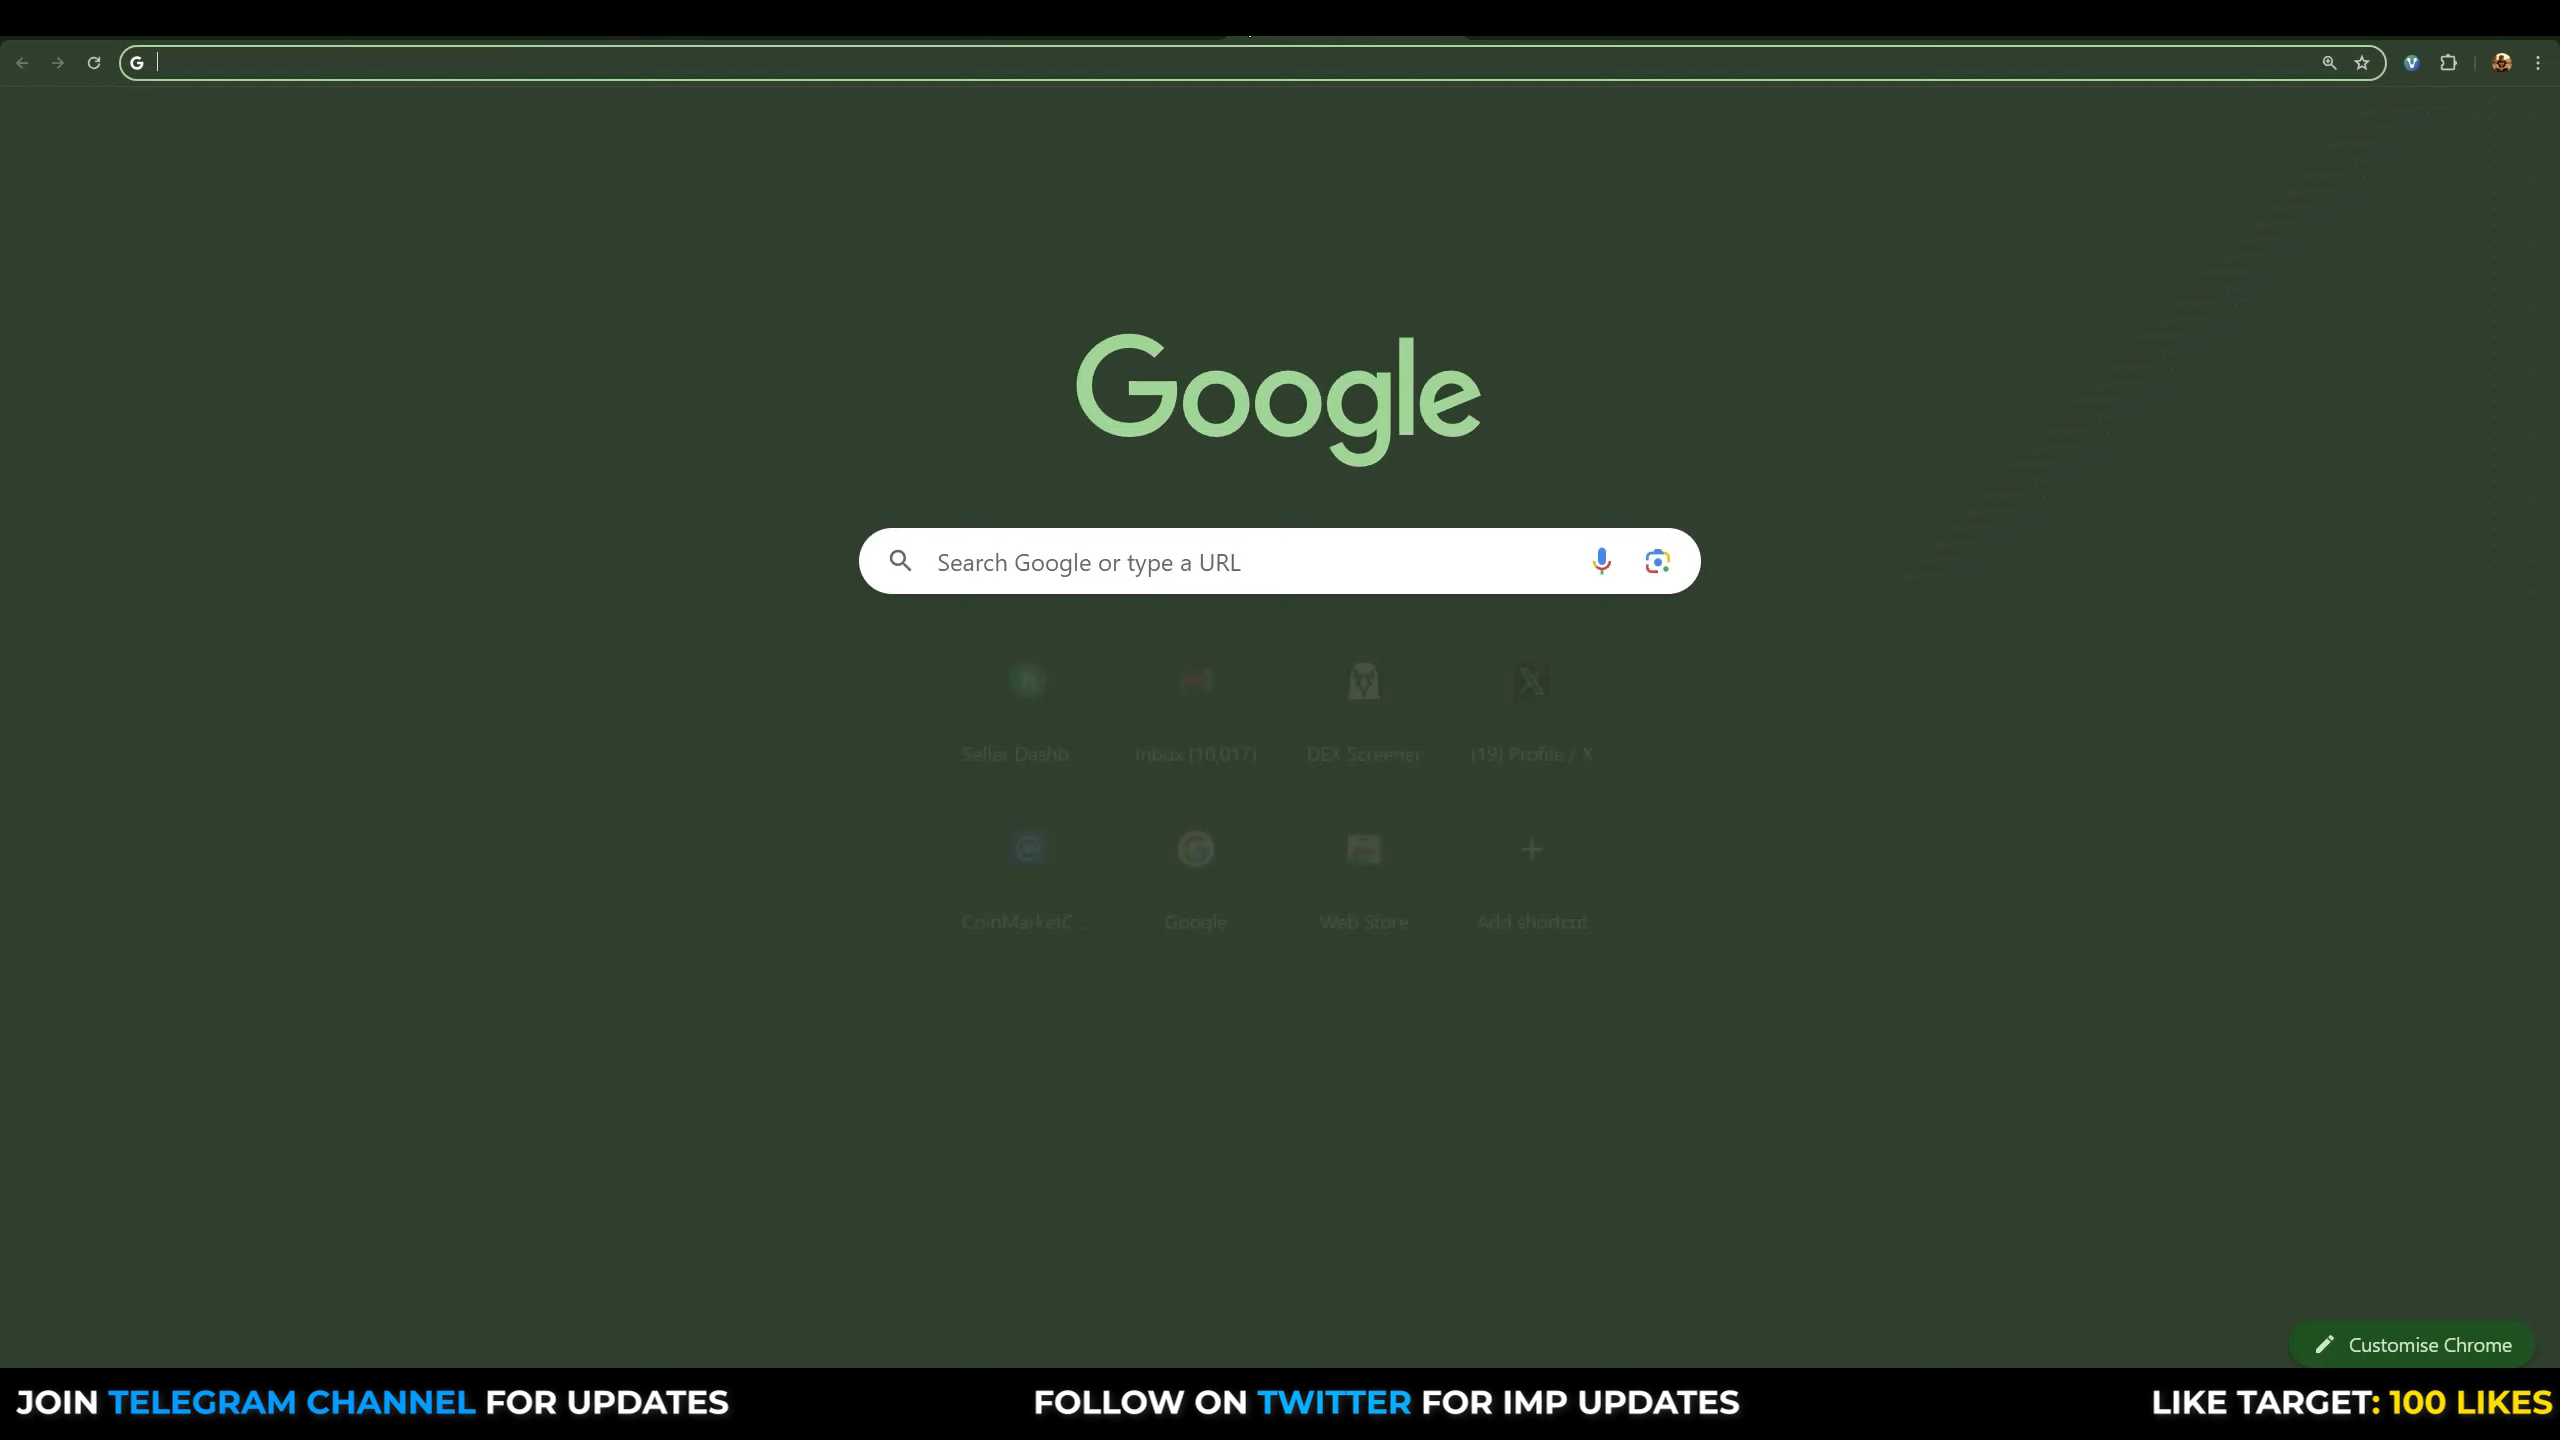 Google
Search Google or type a URL
Seller Dashb
Inbox (10,017)
DEX Screener
(19) Profile / X
CoinMarketC...
Google
Web Store
Add shortcut
Customise Chrome
JOIN TELEGRAM CHANNEL FOR UPDATES
FOLLOW ON TWITTER FOR IMP UPDATES
LIKE TARGET: 100 LIKES